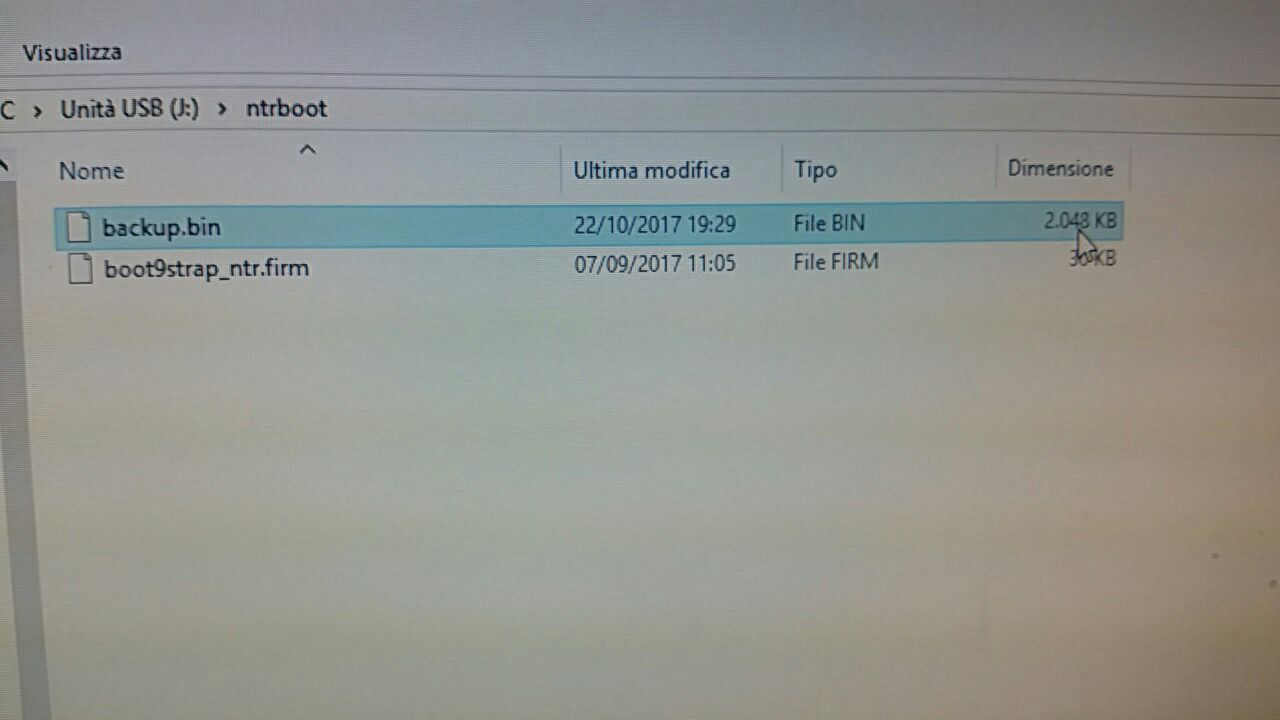 Visualizza
C > Unità USB (J:) > ntrboot
Nome Ultima modifica Tipo Dimensione
backup.bin 22/10/2017 19:29 File BIN 2.048 KB
boot9strap_ntr.firm 07/09/2017 11:05 File FIRM KB